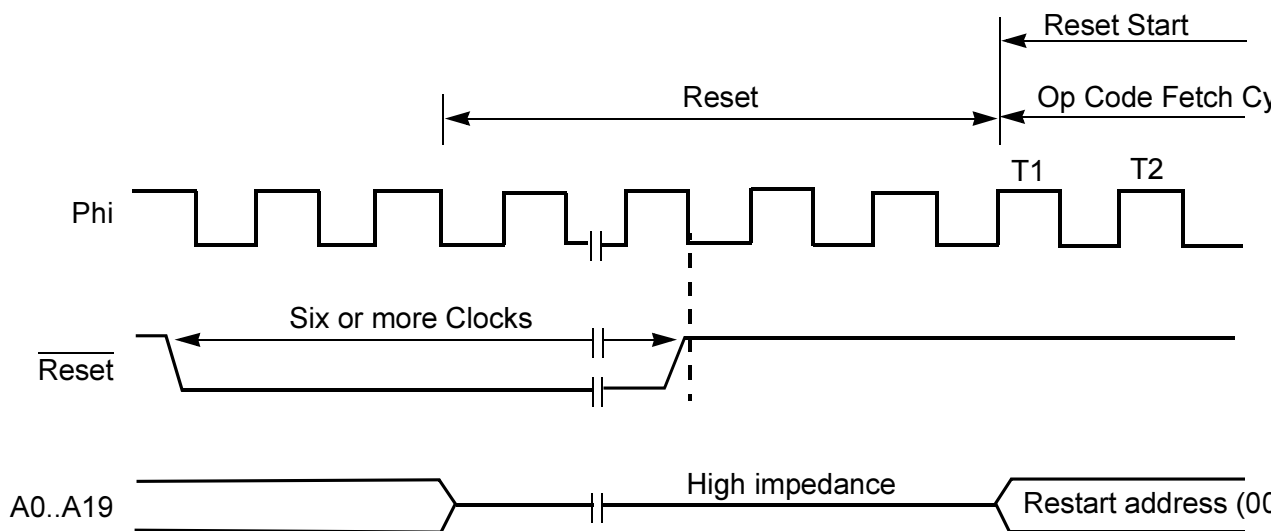 Reset Start
Reset
Op Code Fetch Cy
T1 T2
Phi
Six or more Clocks
Reset
High impedance
A0..A19
Restart address (00